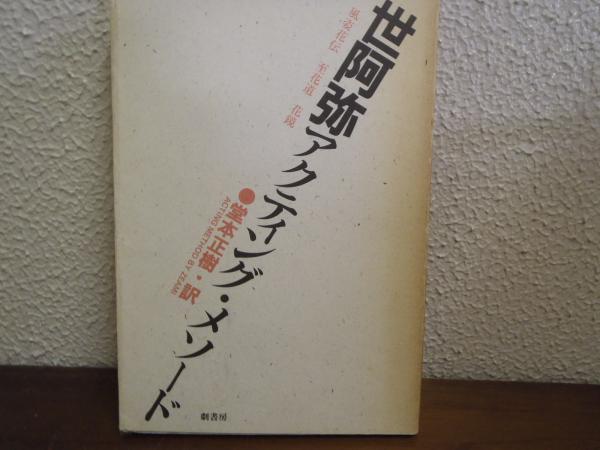 世阿弥アクティング・メソード
風姿花伝 至花道 花鏡
●堂本正樹・訳
ACTING METHOD BY ZEAMI
劇書房